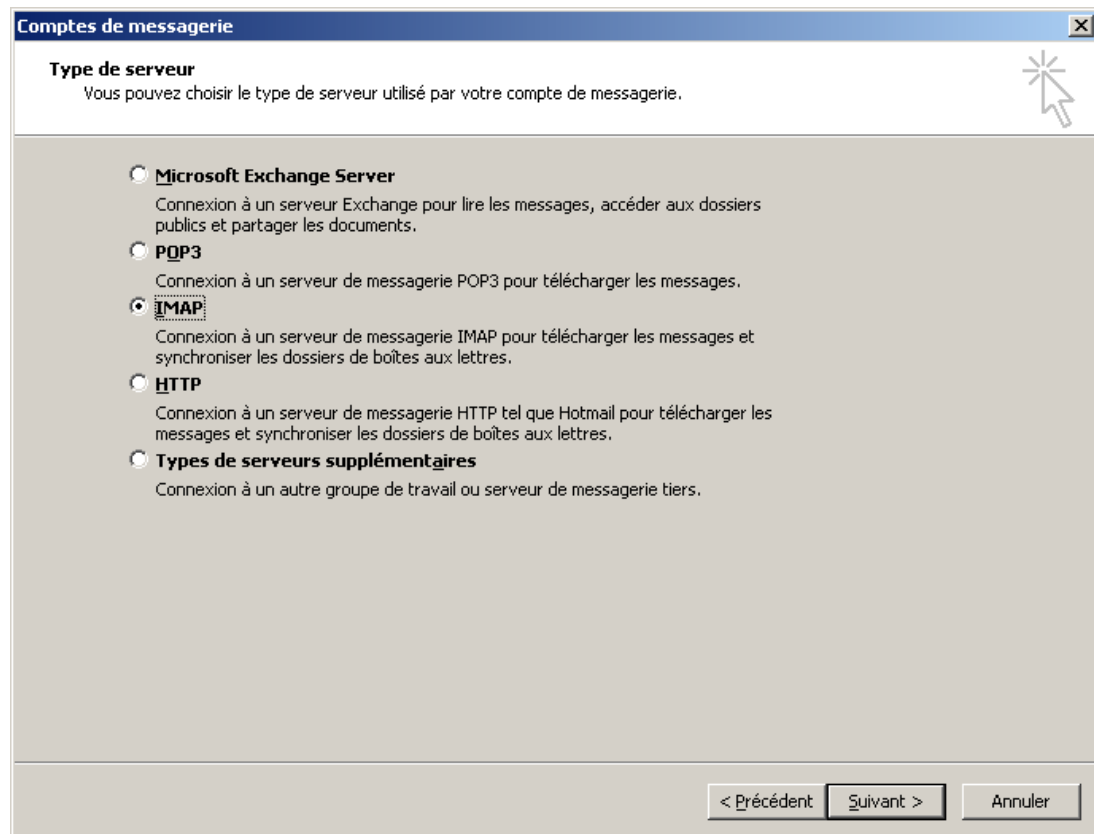 Comptes de messagerie
Type de serveur
Vous pouvez choisir le type de serveur utilisé par votre compte de messagerie.
Microsoft Exchange Server
Connexion à un serveur Exchange pour lire les messages, accéder aux dossiers
publics et partager les documents.
POP3
Connexion à un serveur de messagerie POP3 pour télécharger les messages.
IMAP
Connexion à un serveur de messagerie IMAP pour télécharger les messages et
synchroniser les dossiers de boîtes aux lettres.
HTTP
Connexion à un serveur de messagerie HTTP tel que Hotmail pour télécharger les
messages et synchroniser les dossiers de boîtes aux lettres.
Types de serveurs supplémentaires
Connexion à un autre groupe de travail ou serveur de messagerie tiers.
< Précédent Suivant > Annuler